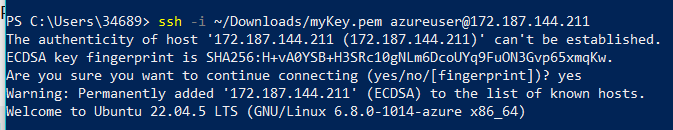 PS C:\Users\34689> ssh -i ~/Downloads/myKey.pem azureuser@172.187.144.211
The authenticity of host '172.187.144.211 (172.187.144.211)' can't be established.
ECDSA key fingerprint is SHA256:H+vA0YSB+H3SRc10gNLm6DcoUYq9FuON3Gvp65xmqKw.
Are you sure you want to continue connecting (yes/no/[fingerprint])? yes
Warning: Permanently added '172.187.144.211' (ECDSA) to the list of known hosts.
Welcome to Ubuntu 22.04.5 LTS (GNU/Linux 6.8.0-1014-azure x86_64)